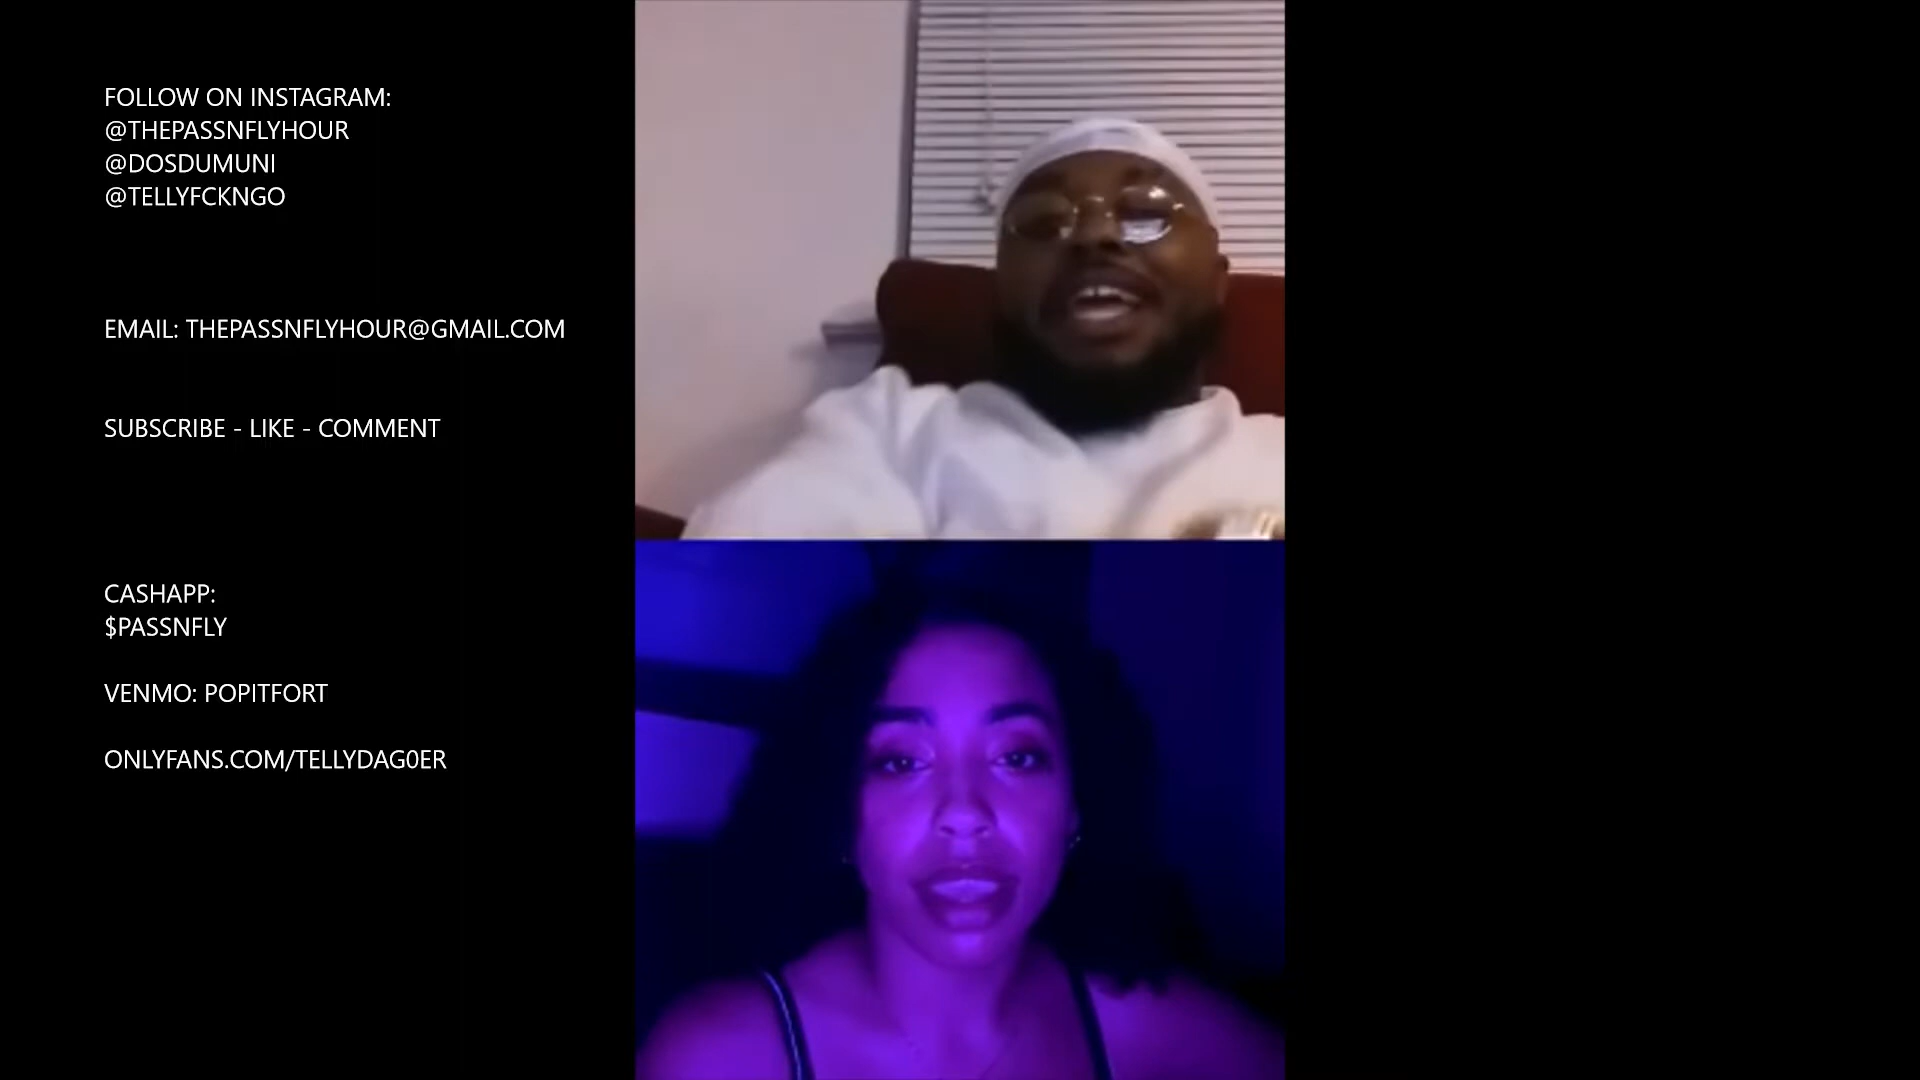 FOLLOW ON INSTAGRAM:
@THEPASSNFLYHOUR
@DOSDUMUNI
@TELLYFCKNGO
EMAIL: THEPASSNFLYHOUR@GMAIL.COM
SUBSCRIBE - LIKE - COMMENT
CASHAPP:
$PASSNFLY
VENMO: POPITFORT
ONLYFANS.COM/TELLYDAG0ER